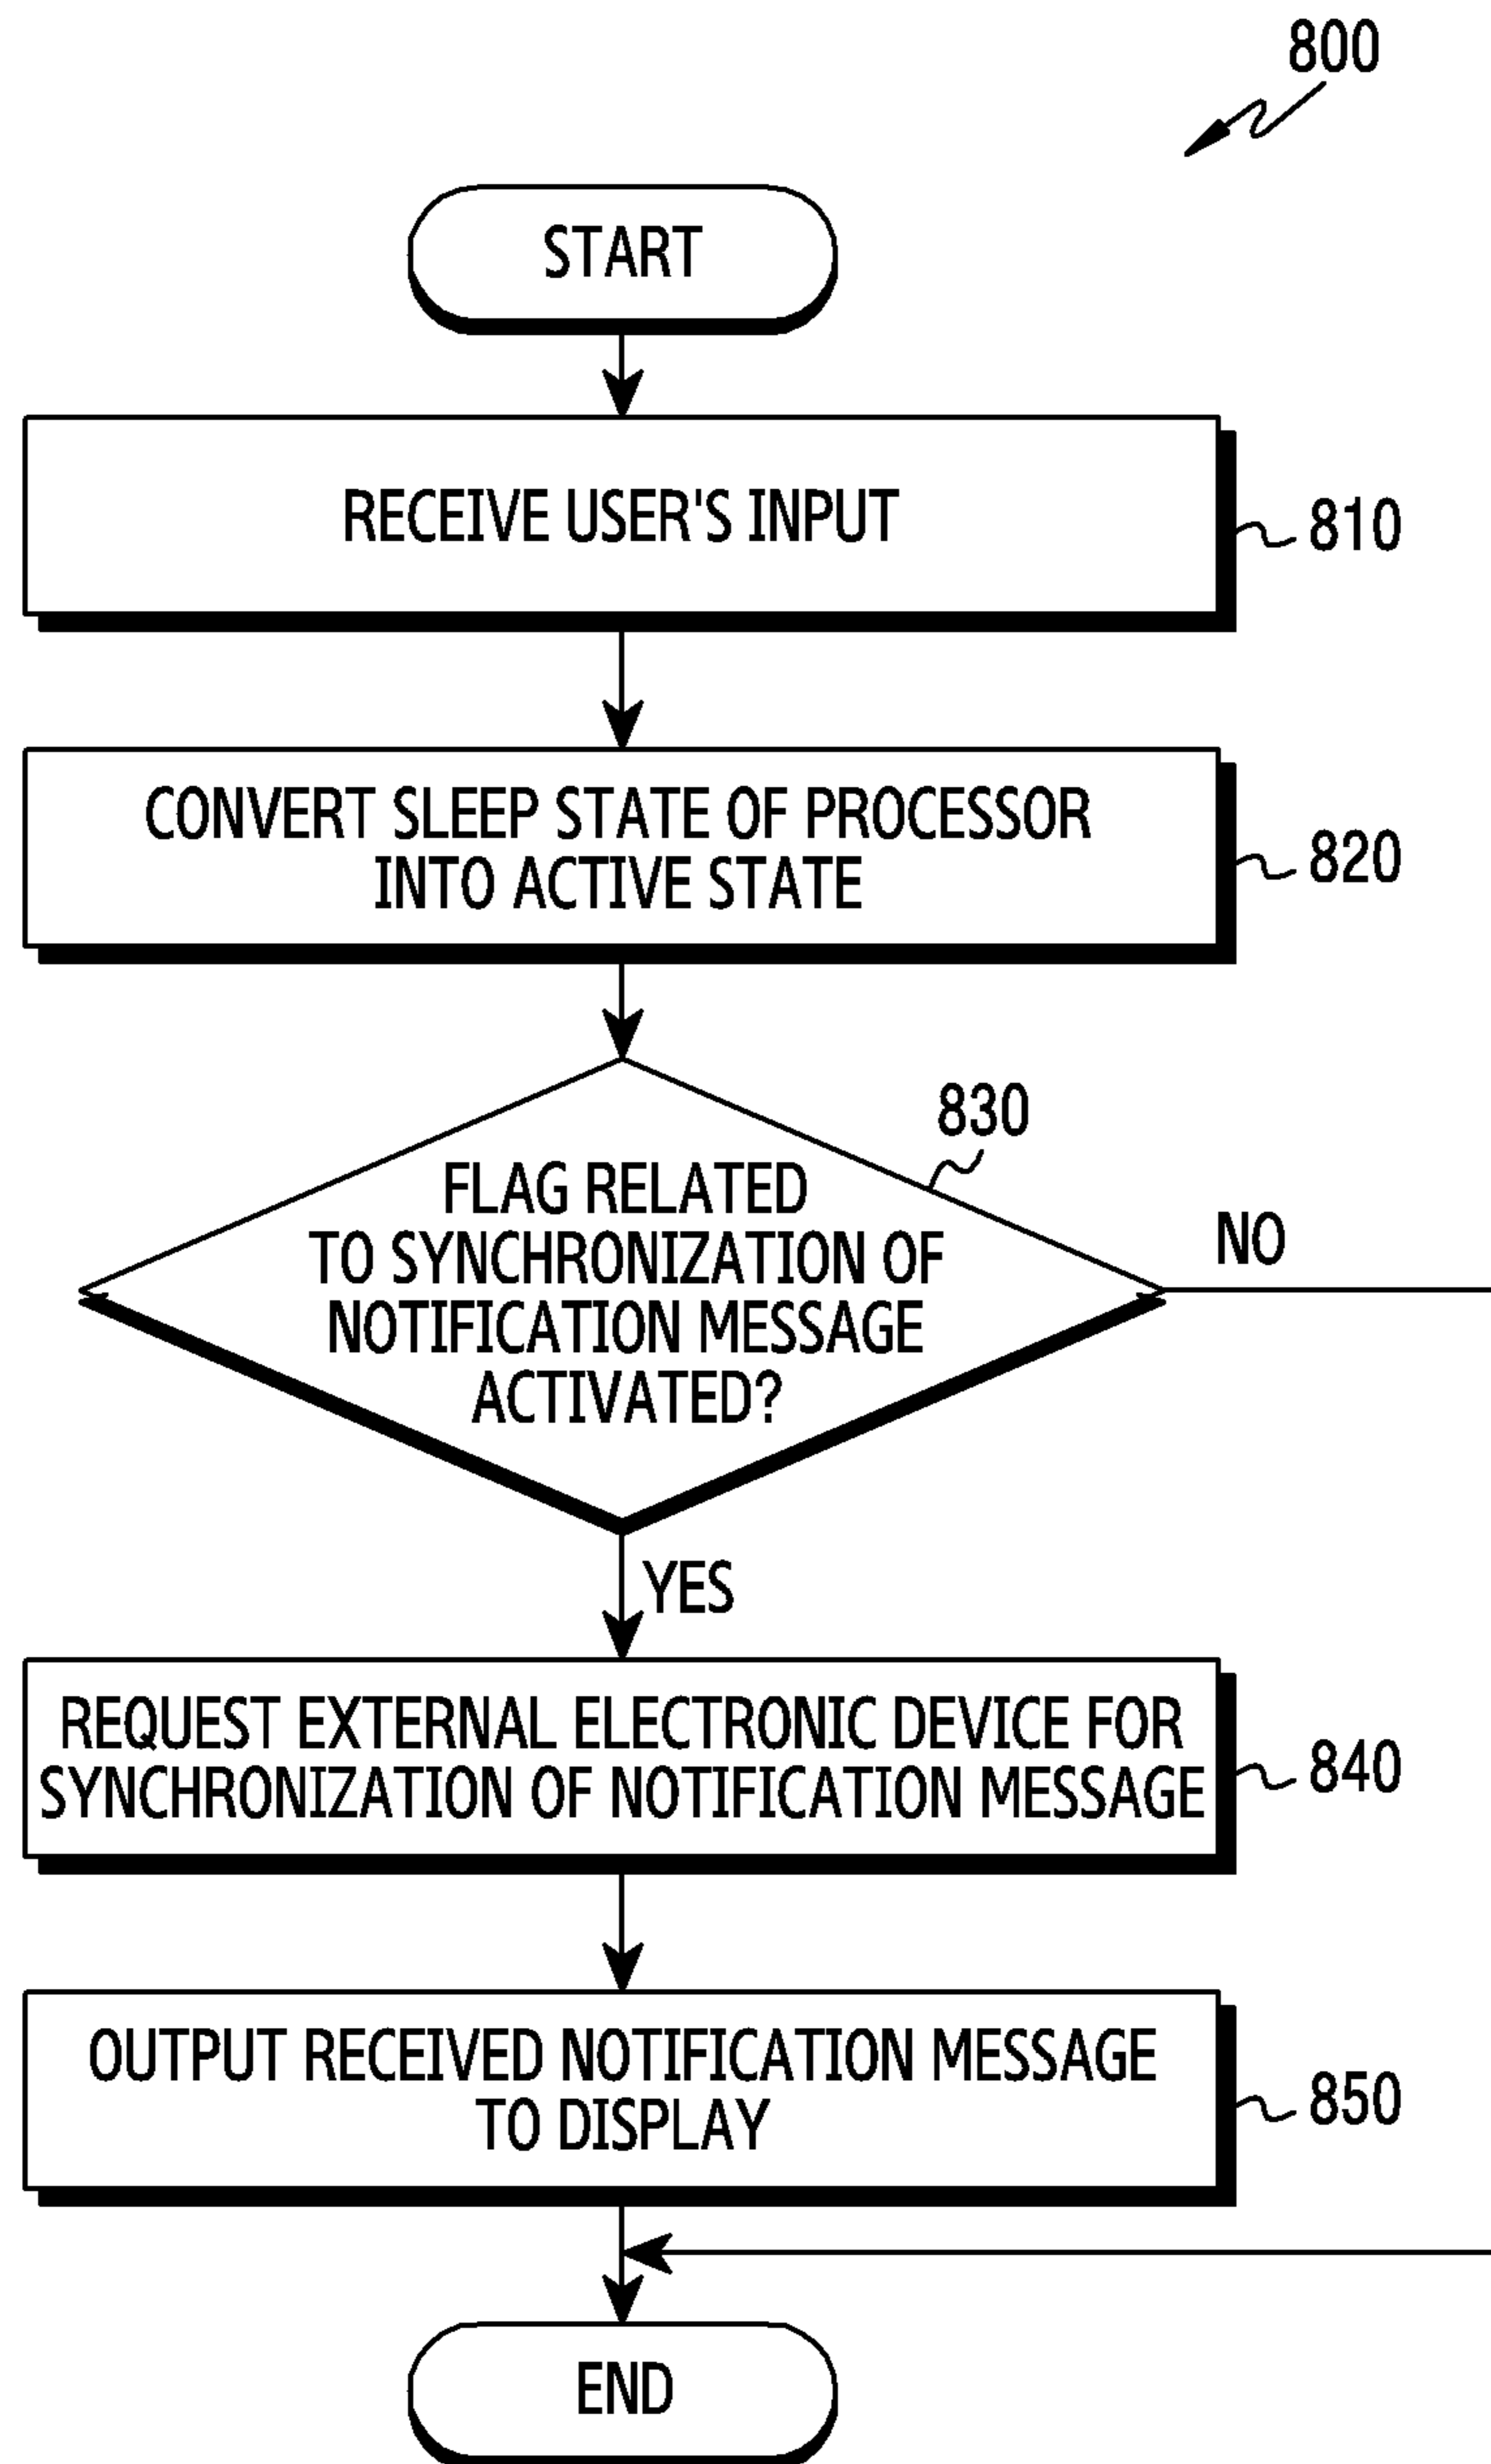 800
START
RECEIVE USER'S INPUT
810
CONVERT SLEEP STATE OF PROCESSOR
INTO ACTIVE STATE
820
830
FLAG RELATED
TO SYNCHRONIZATION OF
NOTIFICATION MESSAGE
ACTIVATED?
NO
YES
REQUEST EXTERNAL ELECTRONIC DEVICE FOR
SYNCHRONIZATION OF NOTIFICATION MESSAGE
840
OUTPUT RECEIVED NOTIFICATION MESSAGE
TO DISPLAY
850
END